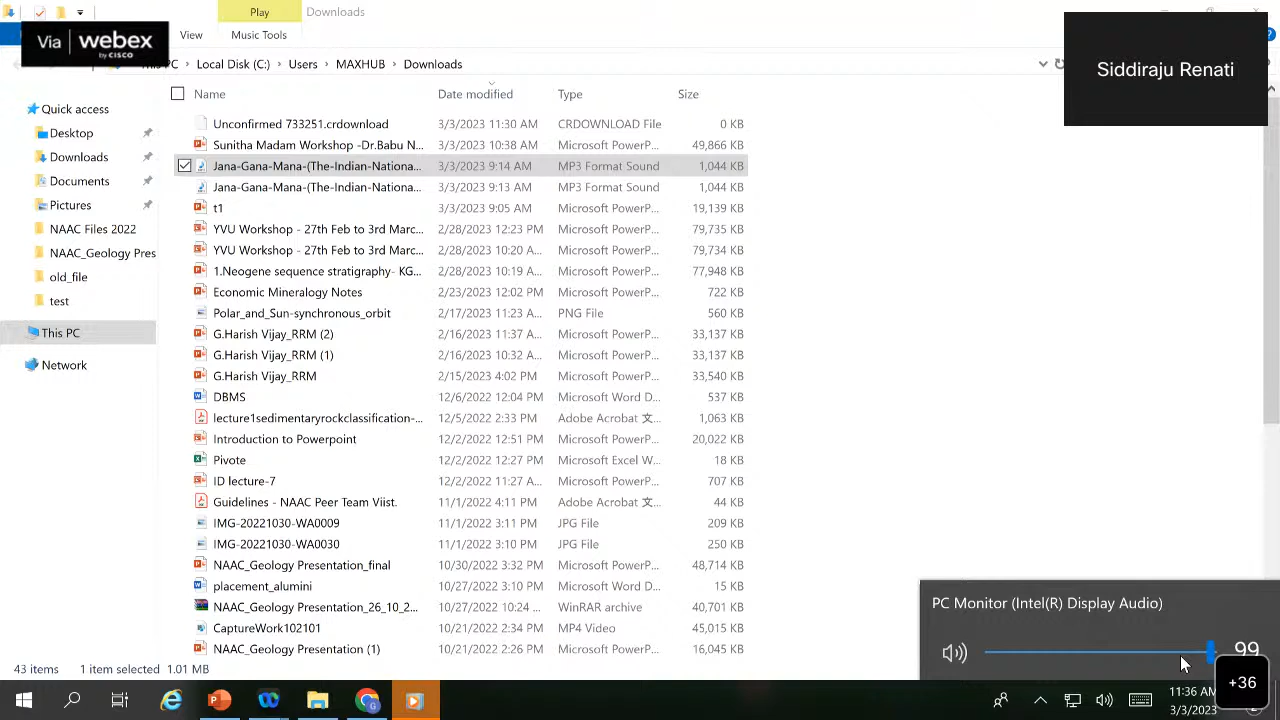 Play Downloads
Via webex by CISCO
View Music Tools
PC Local Disk (C:) Users MAXHUB Downloads
Siddiraju Renati
Name Date modified Type Size
Quick access
Desktop
Downloads
Documents
Pictures
NAAC Files 2022
NAAC_Geology Pres
old_file
test
This PC
Network
Unconfirmed 733251.crdownload 3/3/2023 11:30 AM CRDOWNLOAD File 0 KB
Sunitha Madam Workshop -Dr.Babu N... 3/3/2023 10:38 AM Microsoft PowerP... 49,866 KB
Jana-Gana-Mana-(The-Indian-Nationa... 3/3/2023 9:14 AM MP3 Format Sound 1,044 KB
Jana-Gana-Mana-(The-Indian-Nationa... 3/3/2023 9:13 AM MP3 Format Sound 1,044 KB
t1 3/3/2023 9:05 AM Microsoft PowerP... 19,139 KB
YVU Workshop - 27th Feb to 3rd Marc... 2/28/2023 12:23 PM Microsoft PowerP... 79,735 KB
YVU Workshop - 27th Feb to 3rd Marc... 2/28/2023 10:20 A... Microsoft PowerP... 79,734 KB
1.Neogene sequence stratigraphy- KG... 2/28/2023 10:19 A... Microsoft PowerP... 77,948 KB
Economic Mineralogy Notes 2/23/2023 12:02 PM Microsoft PowerP... 722 KB
Polar_and_Sun-synchronous_orbit 2/17/2023 11:23 A... PNG File 560 KB
G.Harish Vijay_RRM (2) 2/16/2023 11:37 A... Microsoft PowerP... 33,137 KB
G.Harish Vijay_RRM (1) 2/16/2023 10:32 A... Microsoft PowerP... 33,137 KB
G.Harish Vijay_RRM 2/15/2023 4:02 PM Microsoft PowerP... 33,540 KB
DBMS 12/6/2022 12:04 PM Microsoft Word D... 537 KB
lecture1sedimentaryrockclassification-... 12/5/2022 2:33 PM Adobe Acrobat 文... 1,063 KB
Introduction to Powerpoint 12/2/2022 12:51 PM Microsoft PowerP... 20,022 KB
Pivote 12/2/2022 12:27 PM Microsoft Excel W... 18 KB
ID lecture-7 12/2/2022 11:27 A... Microsoft PowerP... 707 KB
Guidelines - NAAC Peer Team Viist. 11/1/2022 4:11 PM Adobe Acrobat 文... 44 KB
IMG-20221030-WA0009 11/1/2022 3:11 PM JPG File 209 KB
IMG-20221030-WA0030 11/1/2022 3:10 PM JPG File 250 KB
NAAC_Geology Presentation_final 10/30/2022 3:32 PM Microsoft PowerP... 48,714 KB
placement_alumini 10/27/2022 3:10 PM Microsoft Word D... 15 KB
NAAC_Geology Presentation_26_10_2... 10/27/2022 10:24 ... WinRAR archive 40,701 KB
CaptureWork102101 10/21/2022 2:34 PM MP4 Video 45,015 KB
NAAC_Geology Presentation (1) 10/21/2022 2:26 PM Microsoft PowerP... 16,045 KB
PC Monitor (Intel(R) Display Audio)
99
43 items 1 item selected 1.01 MB
+36
11:36 AM
3/3/2023